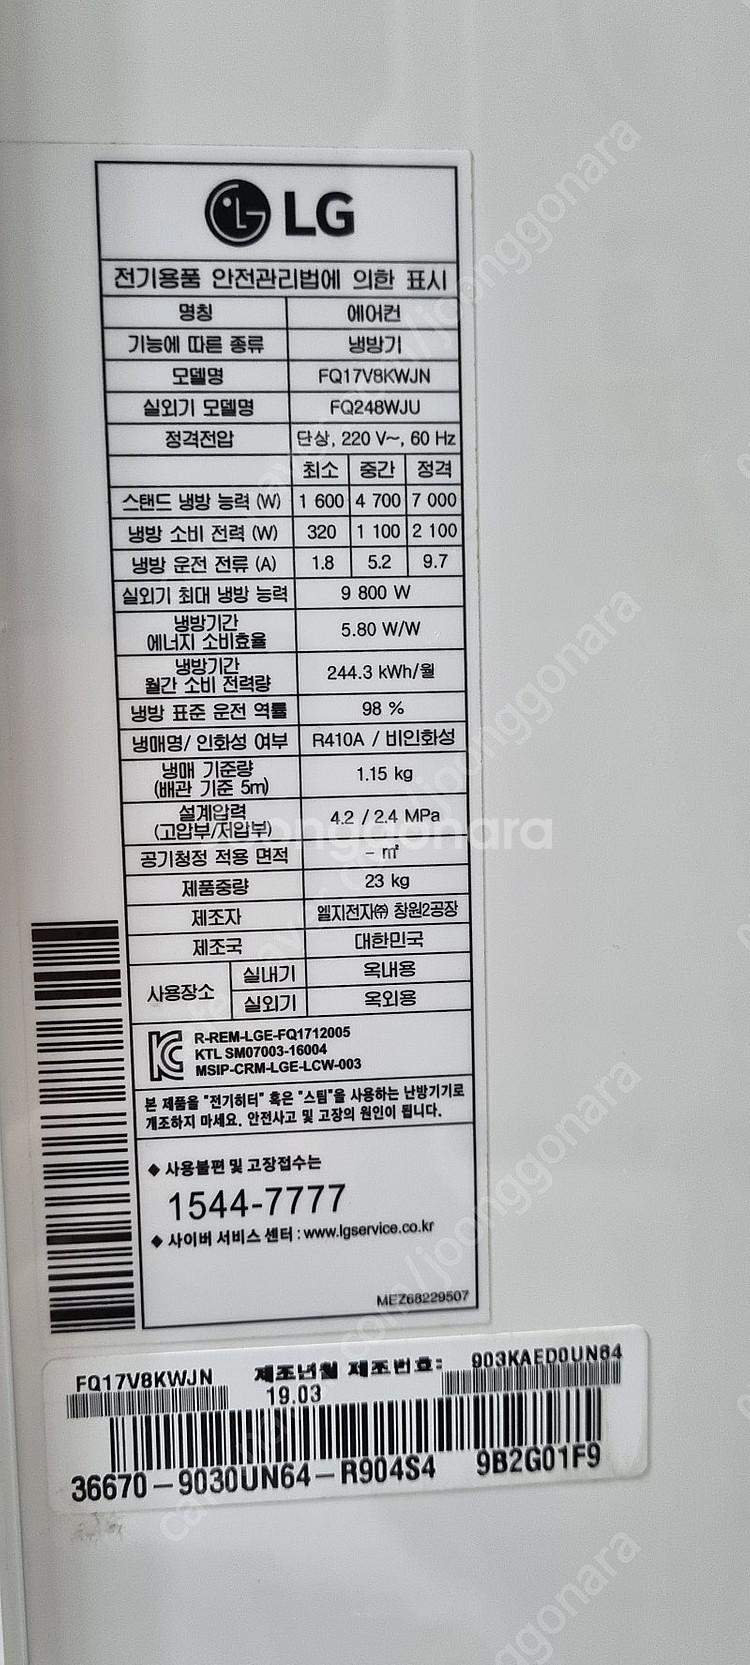 LG
전기용품 안전관리법에 의한 표시
명칭 에어컨
기능에 따른 종류 냉방기
모델명 FQ17V8KWJN
실외기 모델명 FQ248WJU
정격전압 단상, 220 V~, 60 Hz
최소 중간 정격
스탠드 냉방 능력 (W) 1 600 4 700 7 000
냉방 소비 전력 (W) 320 1 100 2 100
냉방 운전 전류 (A) 1.8 5.2 9.7
실외기 최대 냉방 능력 9 800 W
냉방기간
에너지 소비효율 5.80 W/W
냉방기간
월간 소비 전력량 244.3 kWh/월
냉방 표준 운전 역률 98 %
냉매명/ 인화성 여부 R410A / 비인화성
냉매 기준량
(배관 기준 5m) 1.15 kg
설계압력
(고압부/저압부) 4.2 / 2.4 MPa
공기청정 적용 면적 - ㎡
제품중량 23 kg
제조자 엘지전자㈜ 창원2공장
제조국 대한민국
사용장소 실내기 옥내용
실외기 옥외용
R-REM-LGE-FQ1712005
KTL SM07003-16004
MSIP-CRM-LGE-LCW-003
본 제품을 "전기히터" 혹은 "스팀"을 사용하는 난방기기로
개조하지 마세요. 안전사고 및 고장의 원인이 됩니다.
◆ 사용불편 및 고장접수는
1544-7777
◆ 사이버 서비스 센터 : www.lgservice.co.kr
MEZ68229507
FQ17V8KWJN 제조년월 제조번호: 903KAED0UN64
19.03
36670-9030UN64-R904S4 9B2G01F9
joonggonara
cafe.naver.com/joonggonara